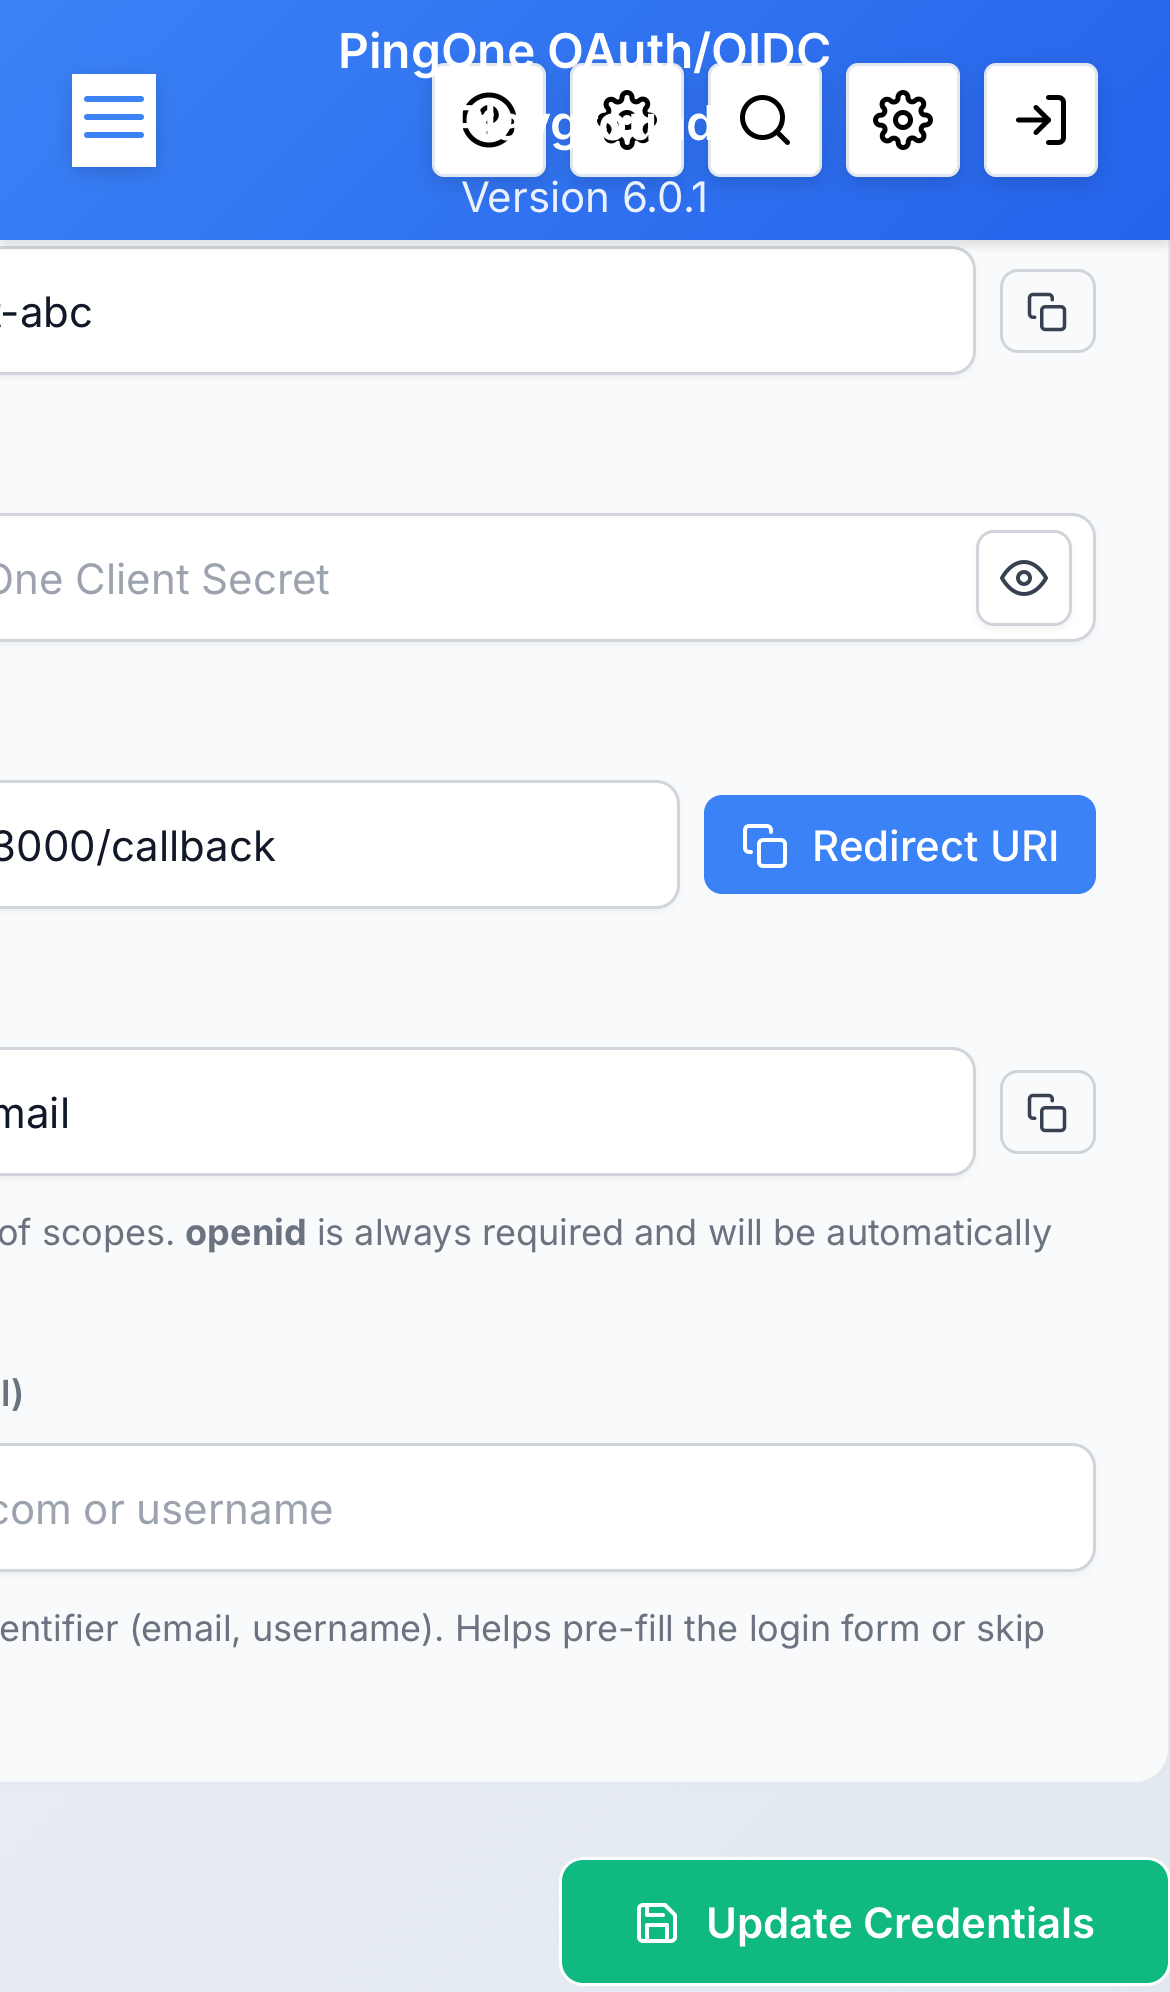 PingOne OAuth/OIDC
Version 6.0.1
-abc
One Client Secret
3000/callback
Redirect URI
mail
of scopes. openid is always required and will be automatically
l)
com or username
entifier (email, username). Helps pre-fill the login form or skip
Update Credentials